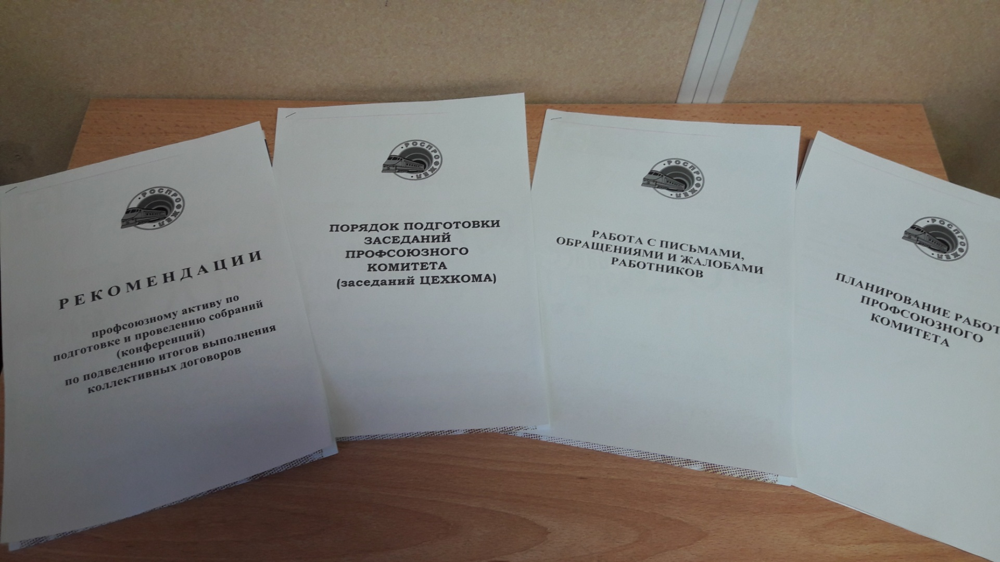 РОСПРОФЖЕЛ
РЕКОМЕНДАЦИИ
профсоюзному активу по
подготовке и проведению собраний
(конференций)
по подведению итогов выполнения
коллективных договоров
РОСПРОФЖЕЛ
ПОРЯДОК ПОДГОТОВКИ
ЗАСЕДАНИЙ
ПРОФСОЮЗНОГО
КОМИТЕТА
(заседаний ЦЕХКОМА)
РОСПРОФЖЕЛ
РАБОТА С ПИСЬМАМИ,
ОБРАЩЕНИЯМИ И ЖАЛОБАМИ
РАБОТНИКОВ
РОСПРОФЖЕЛ
ПЛАНИРОВАНИЕ РАБОТ
ПРОФСОЮЗНОГО
КОМИТЕТА